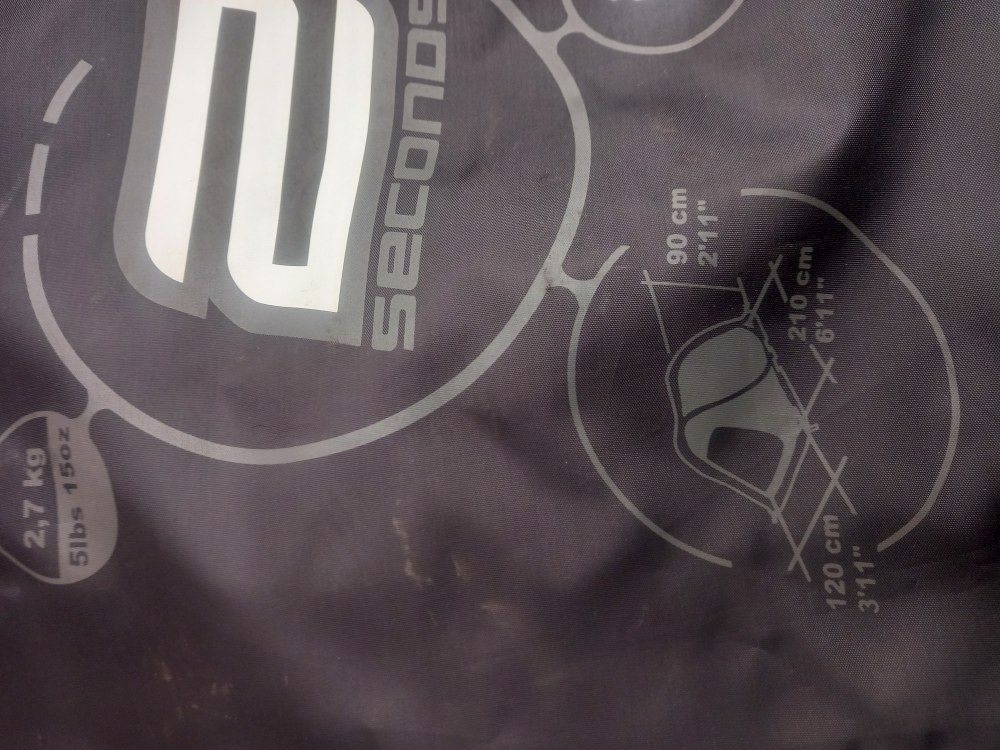 2
seconds
2,7 kg
5lbs 15oz
90 cm
2'11"
210 cm
6'11"
120 cm
3'11"